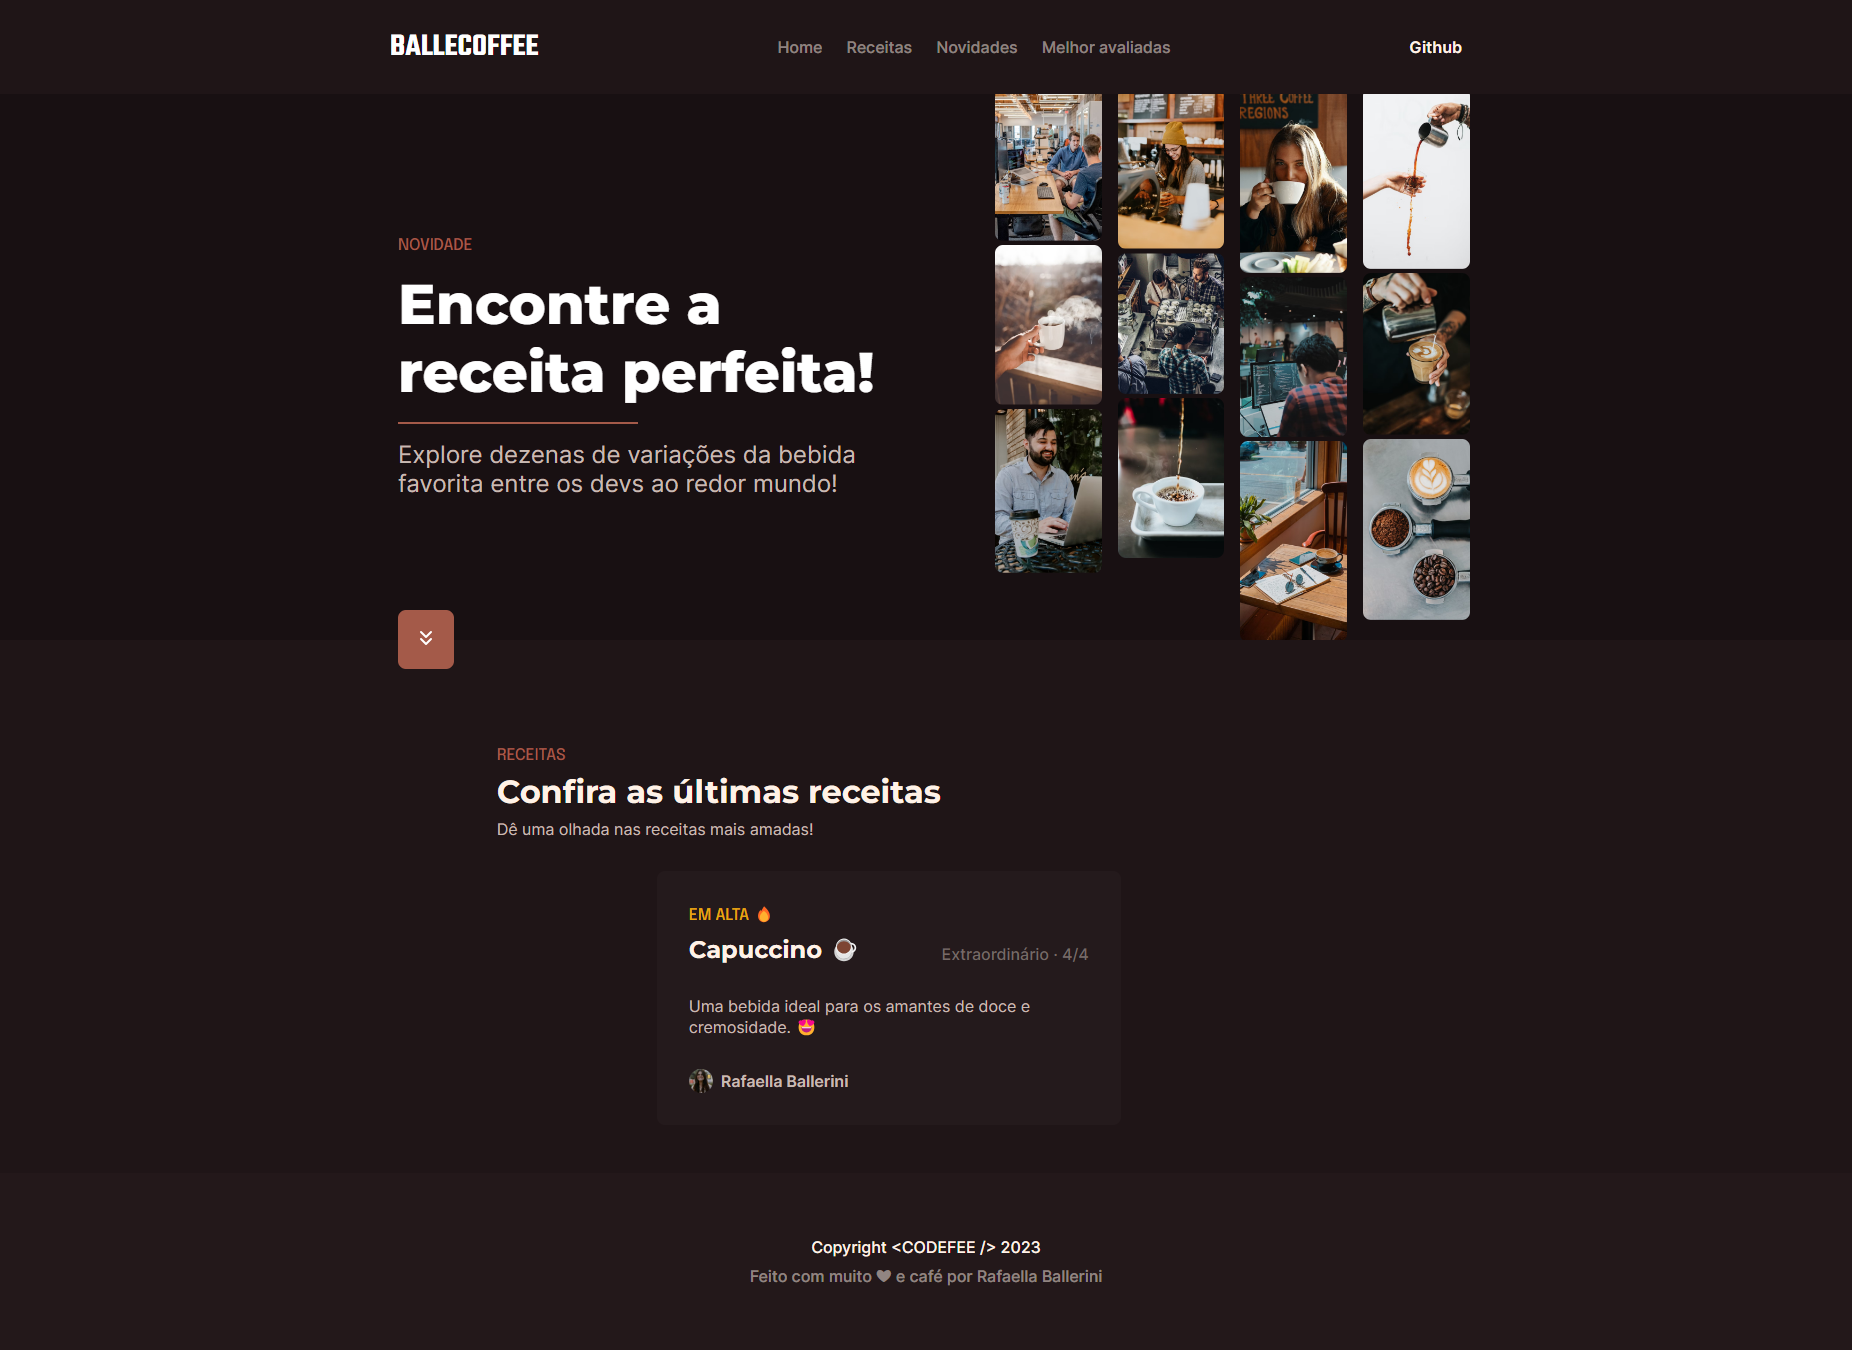 BALLECOFFEE
Home Receitas Novidades Melhor avaliadas
Github
THREE COFFEE
REGIONS
NOVIDADE
Encontre a
receita perfeita!
Explore dezenas de variações da bebida
favorita entre os devs ao redor mundo!
RECEITAS
Confira as últimas receitas
Dê uma olhada nas receitas mais amadas!
EM ALTA 🔥
Capuccino ☕
Extraordinário · 4/4
Uma bebida ideal para os amantes de doce e
cremosidade. 🤩
Rafaella Ballerini
Copyright <CODEFEE /> 2023
Feito com muito ❤ e café por Rafaella Ballerini